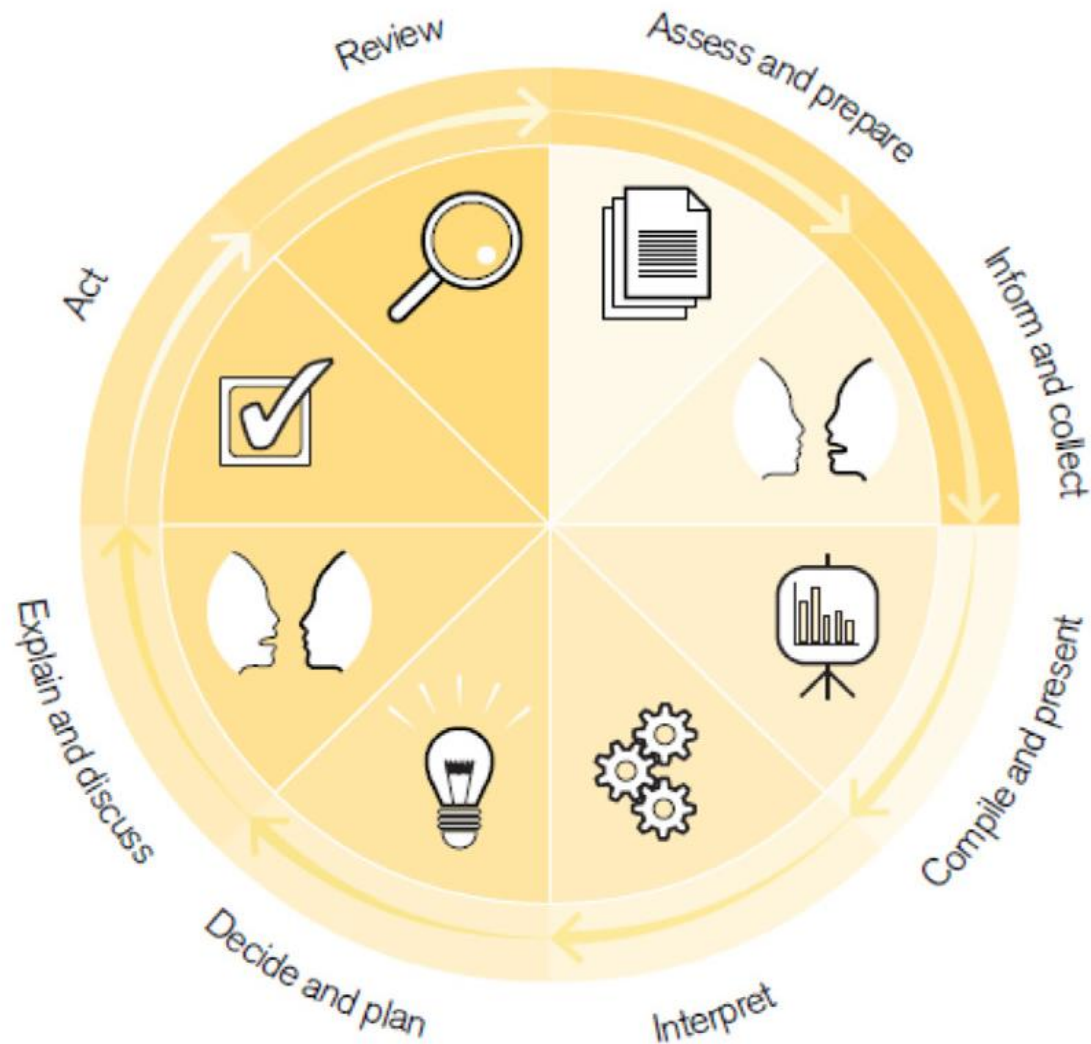 Assess and prepare
Inform and collect
Compile and present
Interpret
Decide and plan
Explain and discuss
Act
Review